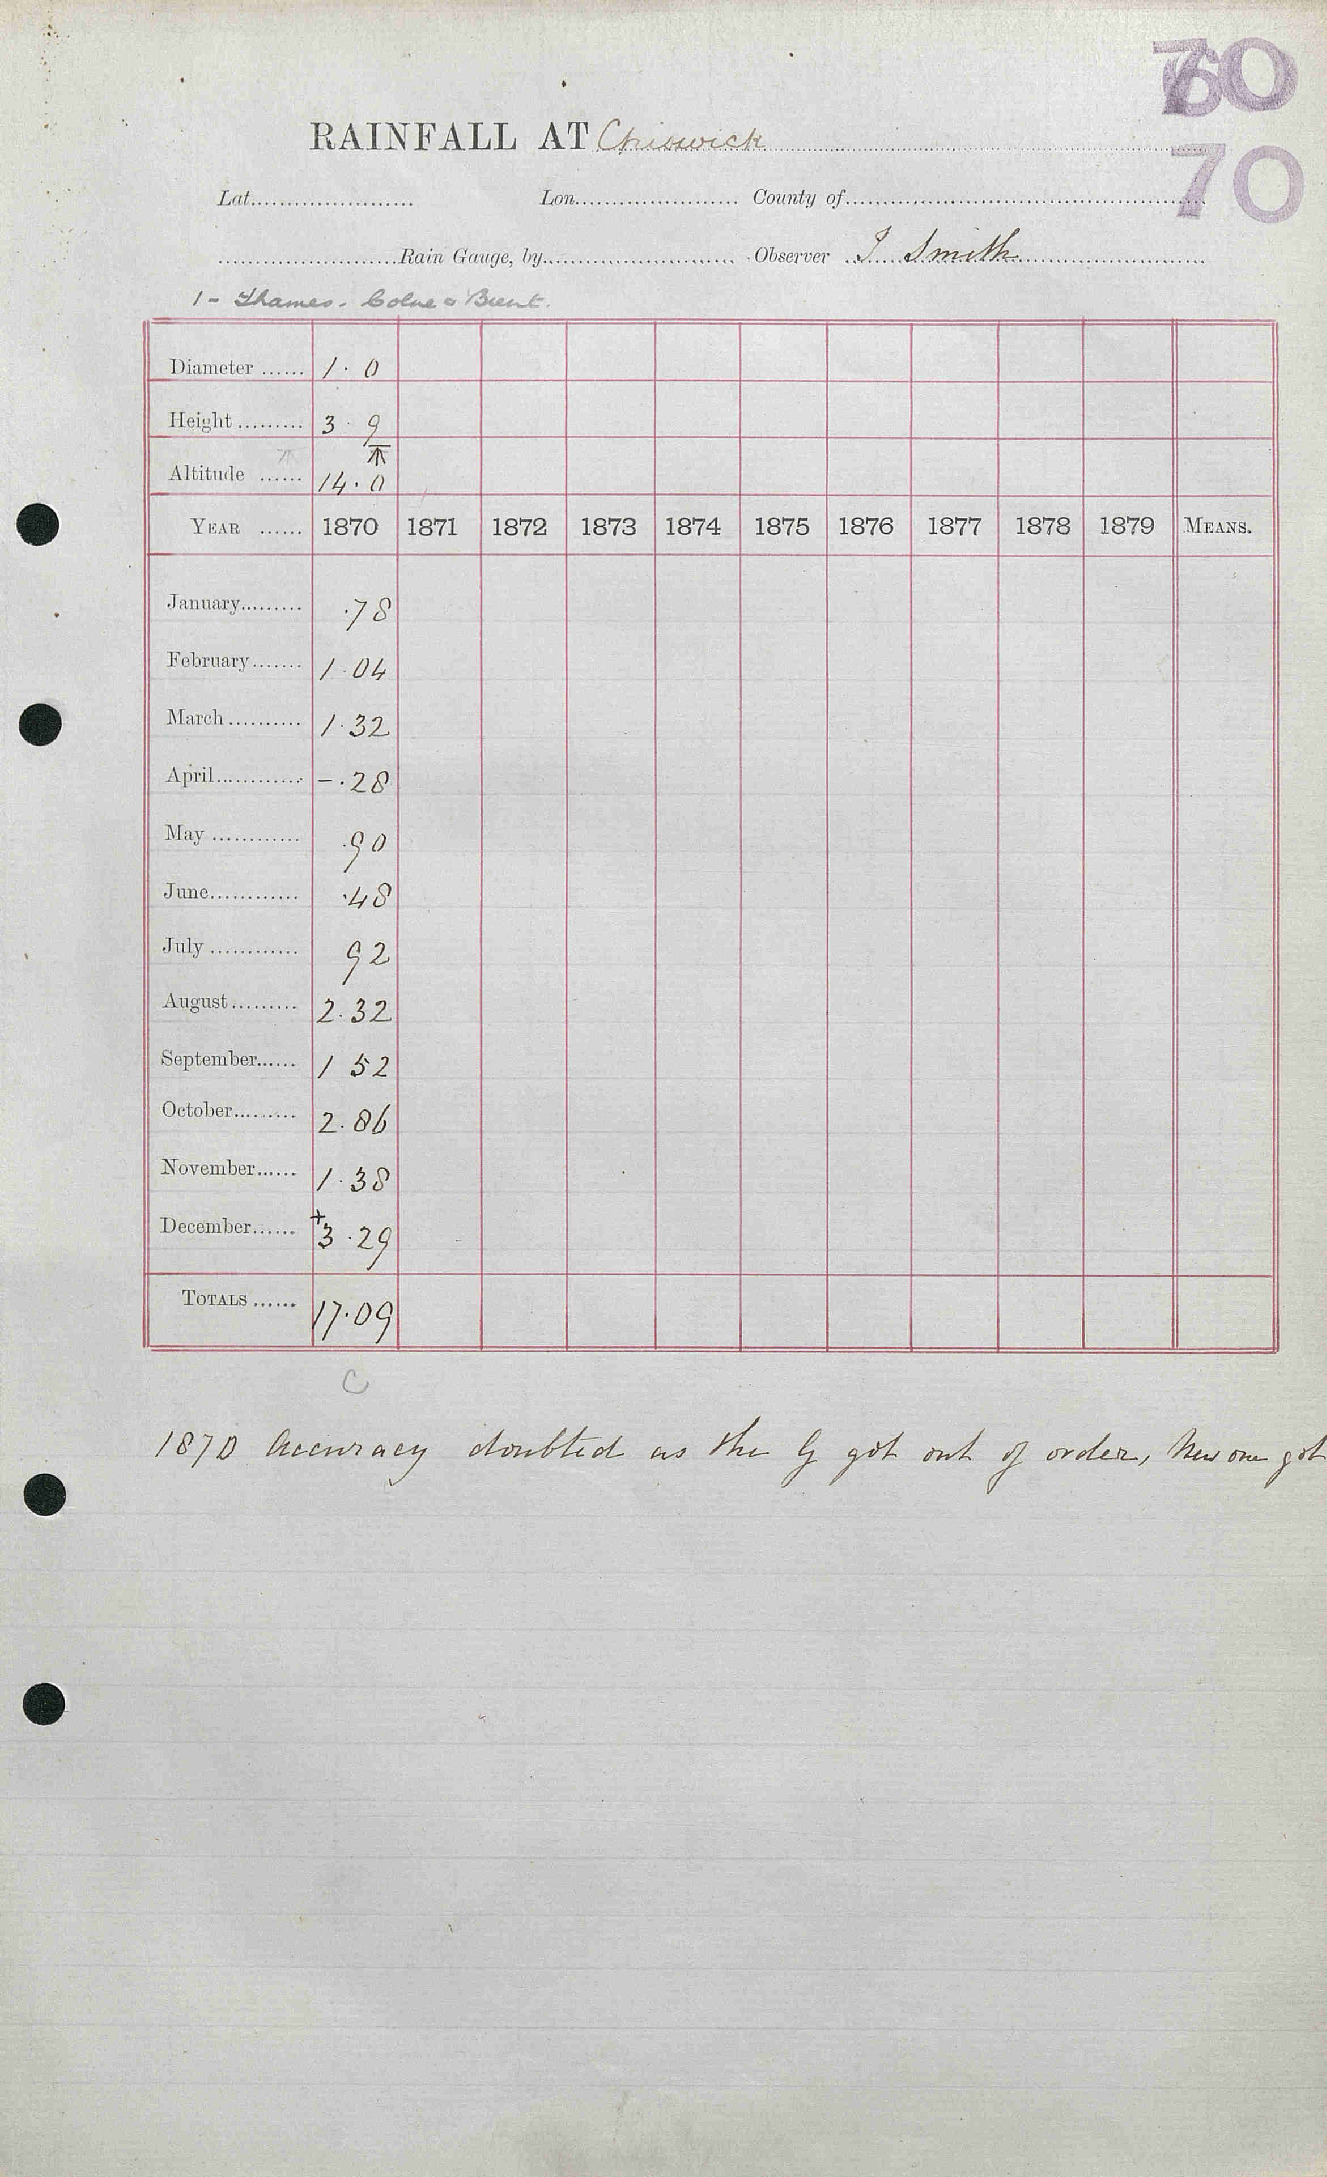 70
RAINFALL AT Chiswick
70
Lat...................... Lon...................... County of..............................
......................Rain Gauge, by...................... Observer J Smith
1 - Thames. Colne & Brent.
Diameter ...... 1. 0
Height ......... 3 . 9
Altitude ...... 14.0
YEAR ...... 1870 1871 1872 1873 1874 1875 1876 1877 1878 1879 MEANS.
January......... .78
February....... 1.04
March .......... 1.32
April............ - .28
May ............ .90
June............ .48
July ............ 92
August......... 2.32
September...... 1 52
October......... 2.86
November...... 1.38
December...... +3.29
TOTALS ...... 17.09
C
1870 Accuracy doubted as the G got out of order, New one got